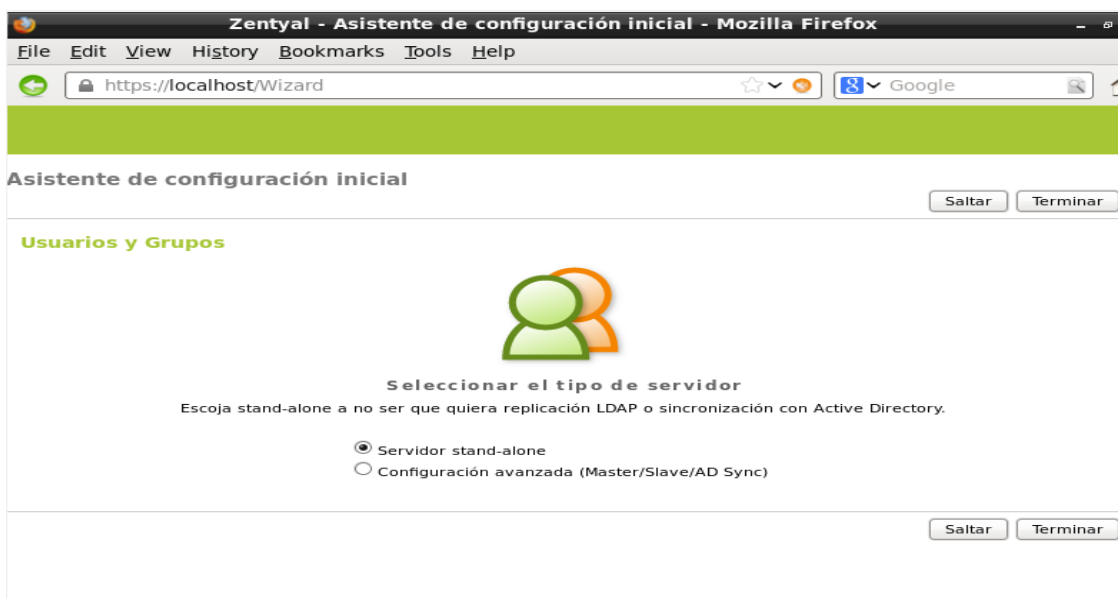 Zentyal - Asistente de configuración inicial - Mozilla Firefox
File Edit View History Bookmarks Tools Help
https://localhost/Wizard
8 Google
Asistente de configuración inicial
Saltar Terminar
Usuarios y Grupos
Seleccionar el tipo de servidor
Escoja stand-alone a no ser que quiera replicación LDAP o sincronización con Active Directory.
Servidor stand-alone
Configuración avanzada (Master/Slave/AD Sync)
Saltar Terminar